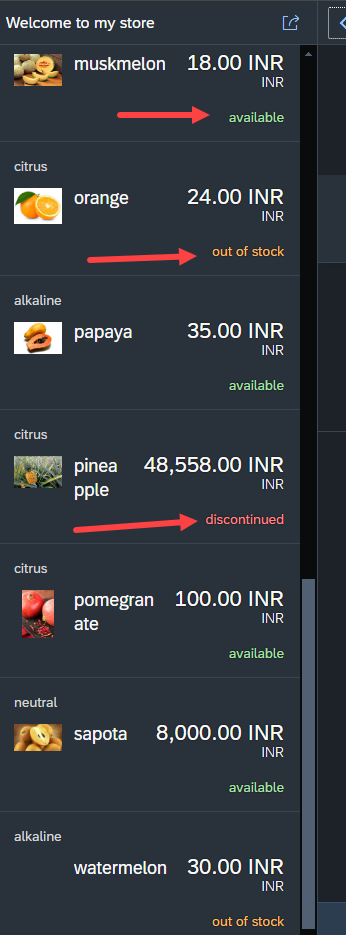 Welcome to my store
muskmelon 18.00 INR
INR
available
citrus
orange 24.00 INR
INR
out of stock
alkaline
papaya 35.00 INR
INR
available
citrus
pinea 48,558.00 INR
pple INR
discontinued
citrus
pomegran 100.00 INR
ate INR
available
neutral
sapota 8,000.00 INR
INR
available
alkaline
watermelon 30.00 INR
INR
out of stock